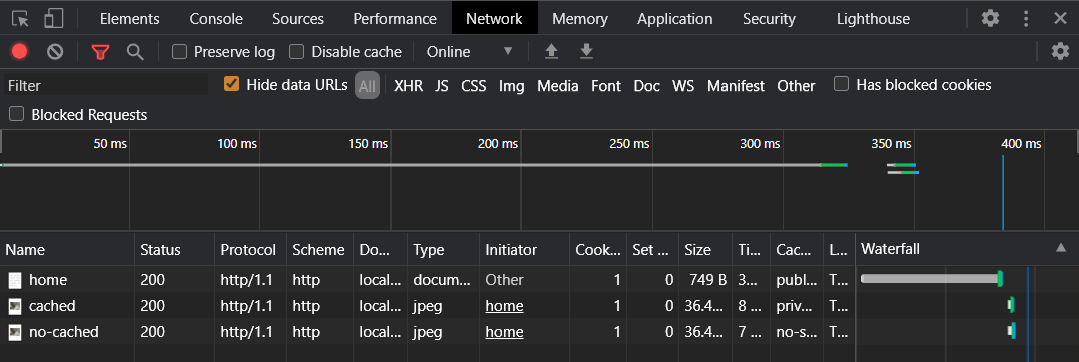 Elements Console Sources Performance Network Memory Application Security Lighthouse
Preserve log Disable cache Online
Filter Hide data URLs All XHR JS CSS Img Media Font Doc WS Manifest Other Has blocked cookies
Blocked Requests
50 ms 100 ms 150 ms 200 ms 250 ms 300 ms 350 ms 400 ms
Name Status Protocol Scheme Do... Type Initiator Cook... Set ... Size Ti... Cac... L... Waterfall
home 200 http/1.1 http local... docum... Other 1 0 749 B 3... publ... T...
cached 200 http/1.1 http local... jpeg home 1 0 36.4... 8 ... priv... T...
no-cached 200 http/1.1 http local... jpeg home 1 0 36.4... 7 ... no-s... T...